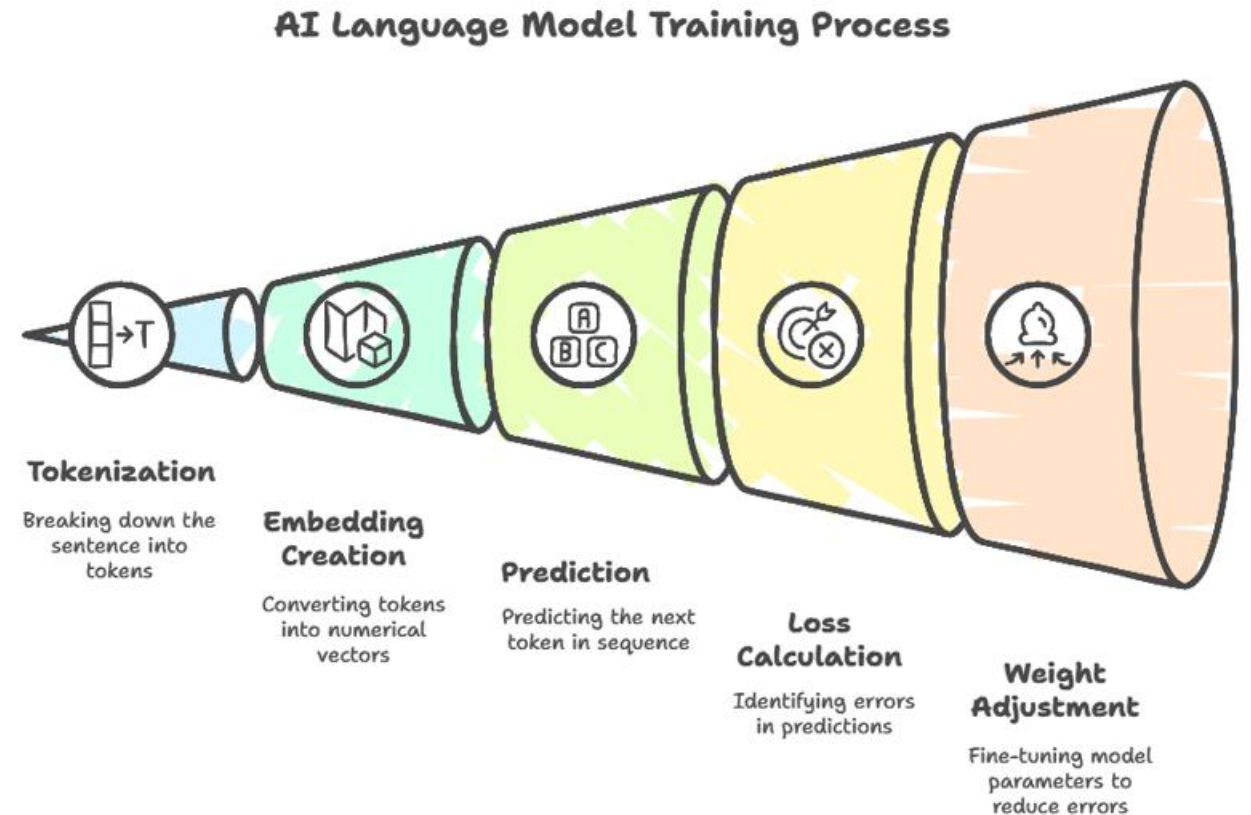 AI Language Model Training Process
→T
A
B C
Tokenization
Breaking down the
sentence into
tokens
Embedding
Creation
Converting tokens
into numerical
vectors
Prediction
Predicting the next
token in sequence
Loss
Calculation
Identifying errors
in predictions
Weight
Adjustment
Fine-tuning model
parameters to
reduce errors